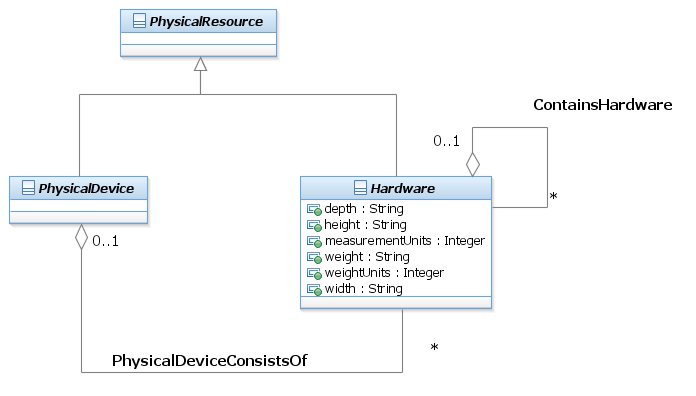 PhysicalResource
ContainsHardware
0..1
PhysicalDevice
Hardware
depth : String
height : String
measurementUnits : Integer
weight : String
weightUnits : Integer
width : String
*
0..1
*
PhysicalDeviceConsistsOf